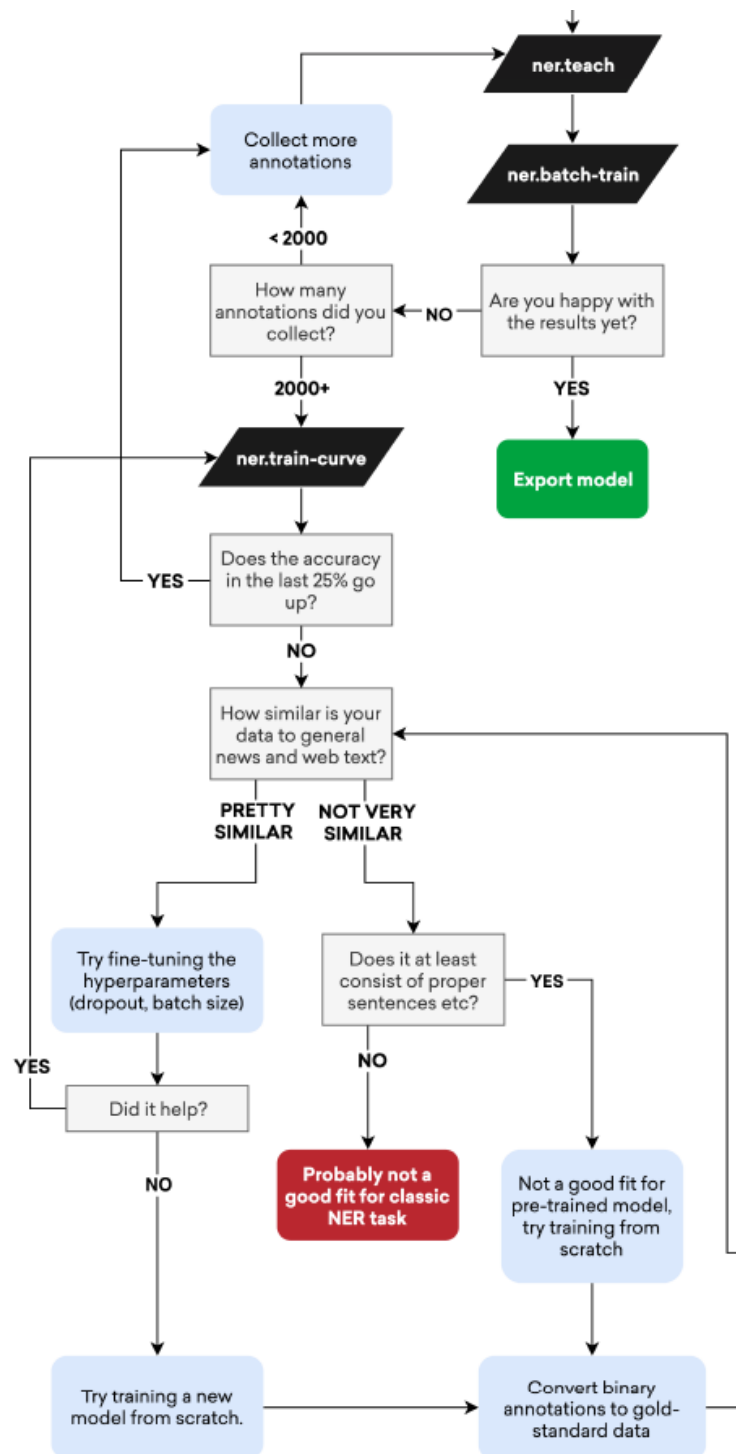 ner.teach
Collect more
annotations
ner.batch-train
< 2000
How many
annotations did you
collect?
NO
Are you happy with
the results yet?
2000+
YES
ner.train-curve
Export model
Does the accuracy
in the last 25% go
up?
YES
NO
How similar is your
data to general
news and web text?
PRETTY
SIMILAR
NOT VERY
SIMILAR
Try fine-tuning the
hyperparameters
(dropout, batch size)
Does it at least
consist of proper
sentences etc?
YES
NO
YES
Did it help?
NO
Probably not a
good fit for classic
NER task
Not a good fit for
pre-trained model,
try training from
scratch
Try training a new
model from scratch.
Convert binary
annotations to gold-
standard data